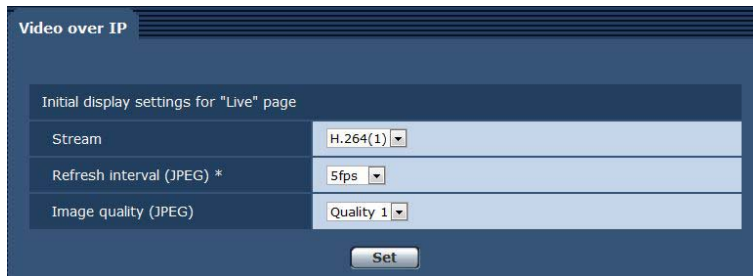 Video over IP
Initial display settings for "Live" page
Stream H.264(1)
Refresh interval (JPEG) * 5fps
Image quality (JPEG) Quality 1
Set